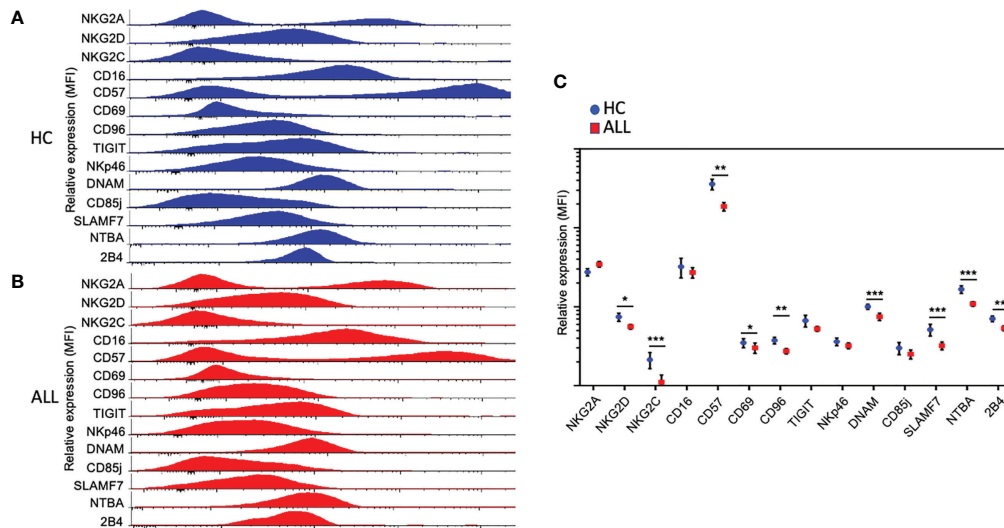 A
HC
Relative expression (MFI)
NKG2A
NKG2D
NKG2C
CD16
CD57
CD69
CD96
TIGIT
NKp46
DNAM
CD85j
SLAMF7
NTBA
2B4
B
ALL
Relative expression (MFI)
NKG2A
NKG2D
NKG2C
CD16
CD57
CD69
CD96
TIGIT
NKp46
DNAM
CD85j
SLAMF7
NTBA
2B4
C
HC
ALL
Relative expression (MFI)
*
***
**
*
**
***
***
***
**
NKG2A
NKG2D
NKG2C
CD16
CD57
CD69
CD96
TIGIT
NKp46
DNAM
CD85j
SLAMF7
NTBA
2B4